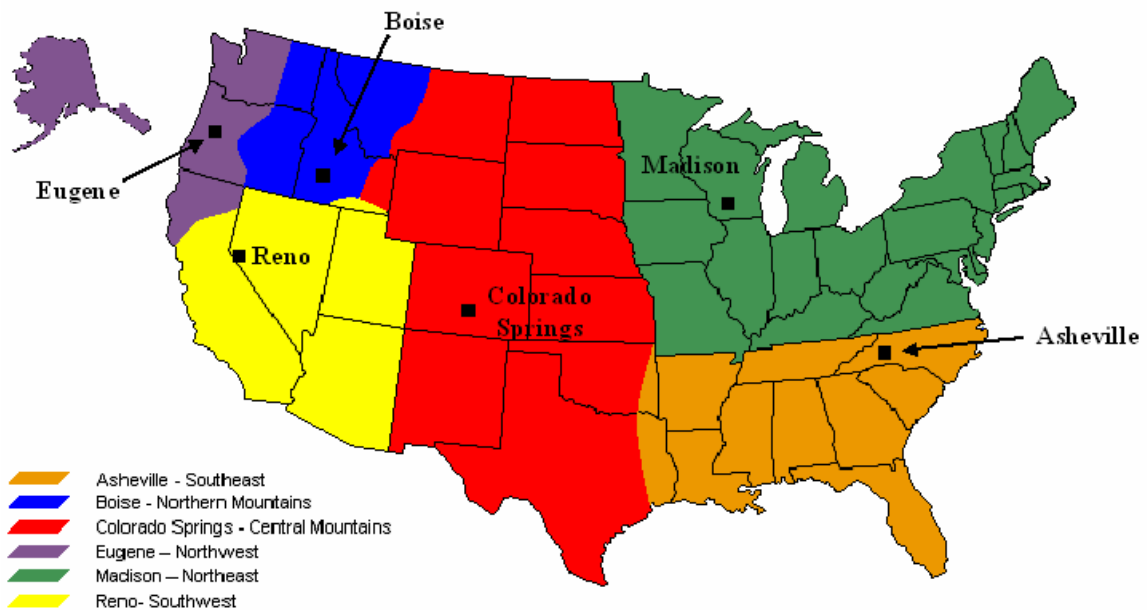 Boise
Eugene
Madison
Reno
Colorado
Springs
Asheville
Asheville - Southeast
Boise - Northern Mountains
Colorado Springs - Central Mountains
Eugene – Northwest
Madison – Northeast
Reno- Southwest